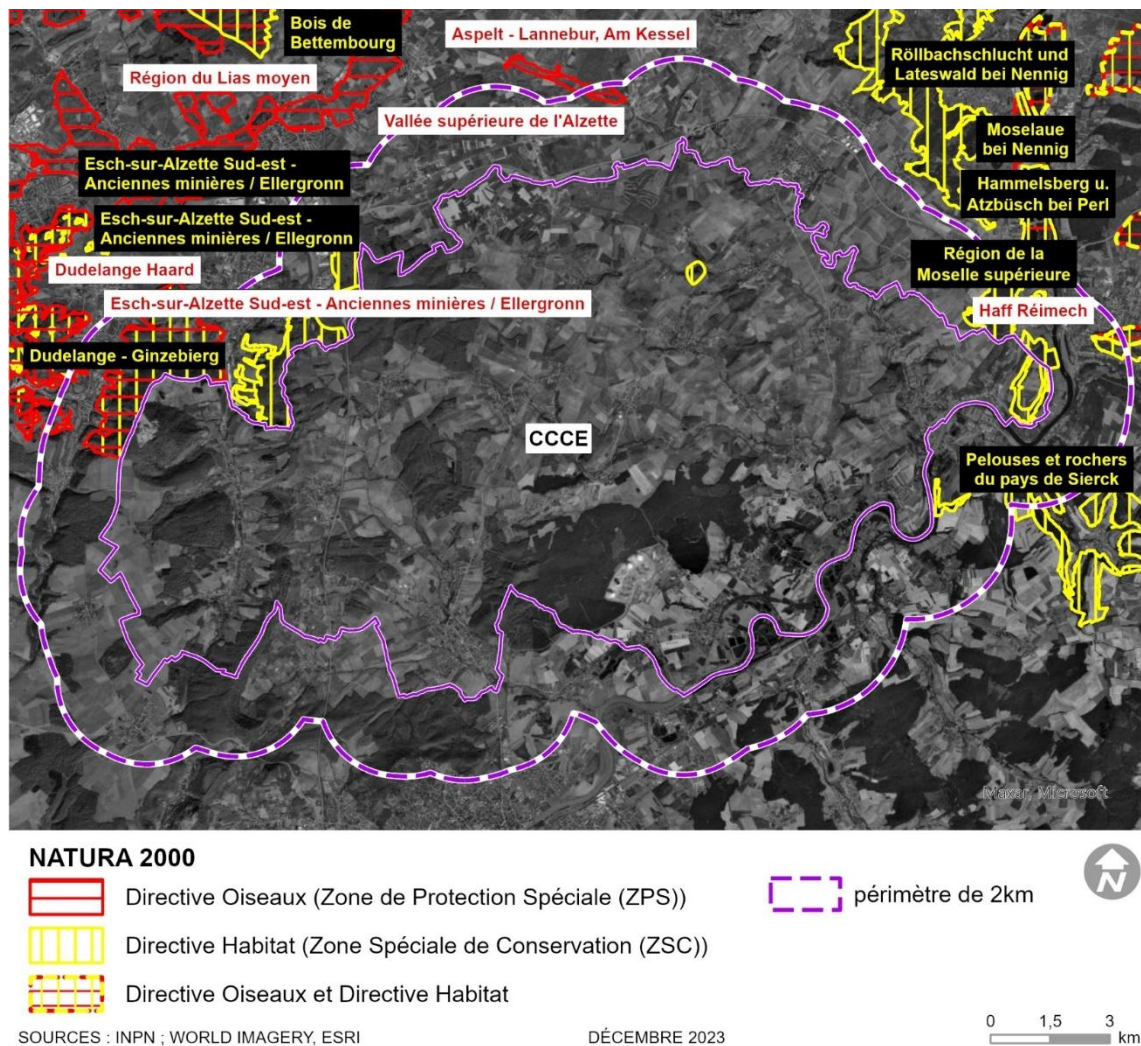 Bois de
Bettembourg
Aspelt - Lannebur, Am Kessel
Röllbachschlucht und
Lateswald bei Nennig
Région du Lias moyen
Vallée supérieure de l'Alzette
Moselaue
bei Nennig
Esch-sur-Alzette Sud-est -
Anciennes minières / Ellergronn
Hammelsberg u.
Atzbüsch bei Perl
Esch-sur-Alzette Sud-est -
Anciennes minières / Ellegronn
Région de la
Moselle supérieure
Dudelange Haard
Esch-sur-Alzette Sud-est - Anciennes minières / Ellergronn
Haff Réimech
Dudelange - Ginzebierg
CCCE
Pelouses et rochers
du pays de Sierck
Maxar, Microsoft
NATURA 2000
Directive Oiseaux (Zone de Protection Spéciale (ZPS))
périmètre de 2km
N
Directive Habitat (Zone Spéciale de Conservation (ZSC))
Directive Oiseaux et Directive Habitat
SOURCES : INPN ; WORLD IMAGERY, ESRI
DÉCEMBRE 2023
0 1,5 3
km